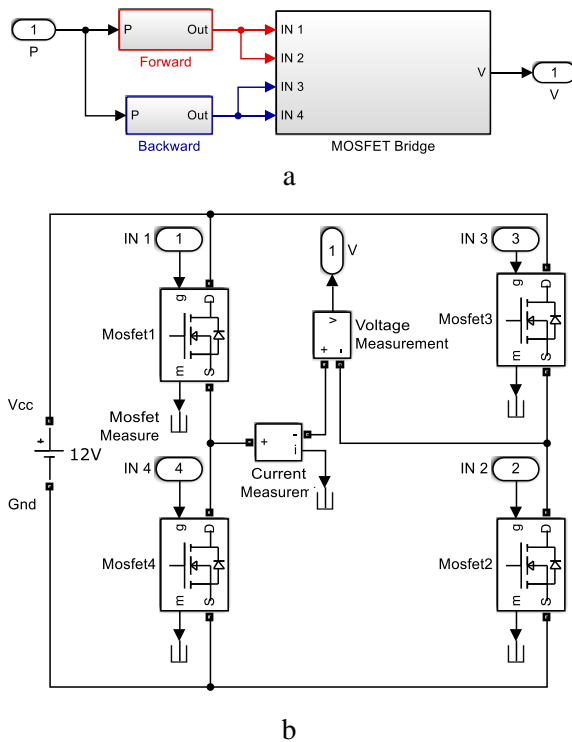 1
P
P Out
Forward
P Out
Backward
IN 1
IN 2
IN 3
IN 4
V
MOSFET Bridge
1
V
a
IN 1 1
g D
Mosfet1
m S
Mosfet
Measure
1 V
v
+ -
Voltage
Measurement
IN 3 3
g D
Mosfet3
m S
Vcc
+
12V
Gnd
+ -
i
Current
Measurem
IN 4 4
g D
Mosfet4
m S
IN 2 2
g D
Mosfet2
m S
b